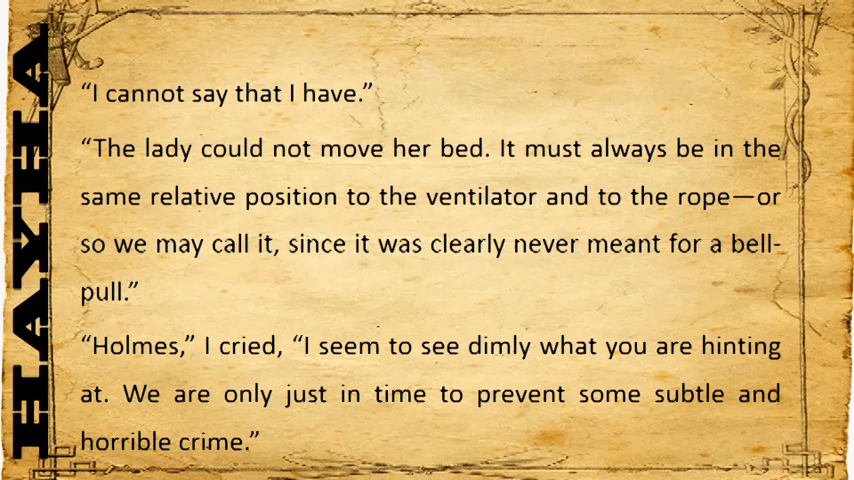 HAYHA
“I cannot say that I have.”
“The lady could not move her bed. It must always be in the
same relative position to the ventilator and to the rope—or
so we may call it, since it was clearly never meant for a bell-
pull.”
“Holmes,” I cried, “I seem to see dimly what you are hinting
at. We are only just in time to prevent some subtle and
horrible crime.”